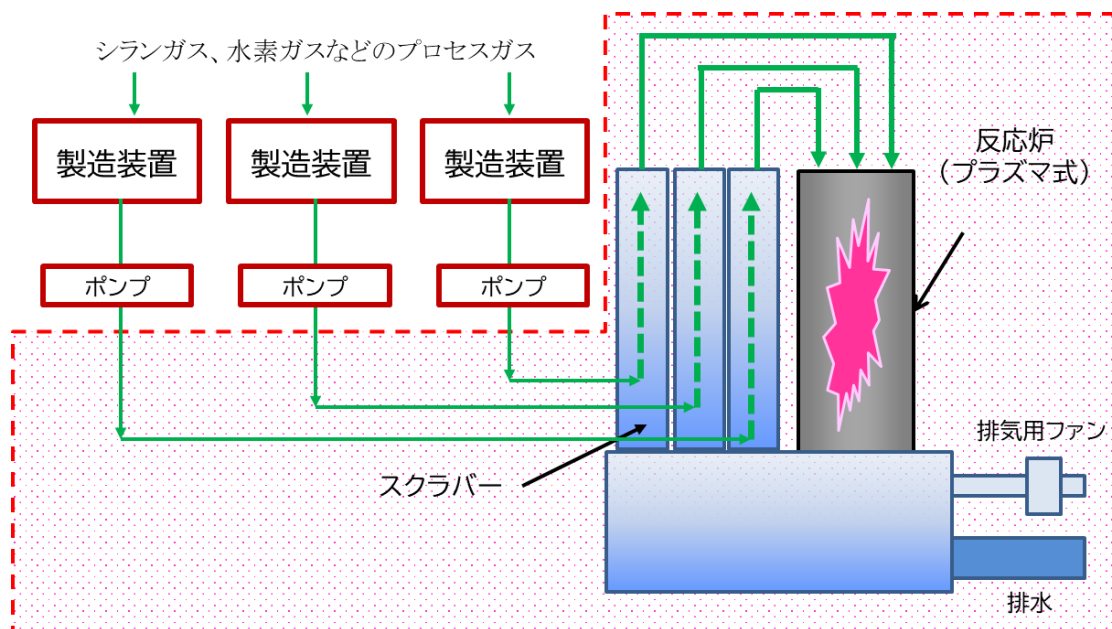 シランガス、水素ガスなどのプロセスガス
製造装置
製造装置
製造装置
ポンプ
ポンプ
ポンプ
反応炉
（プラズマ式）
スクラバー
排気用ファン
排水